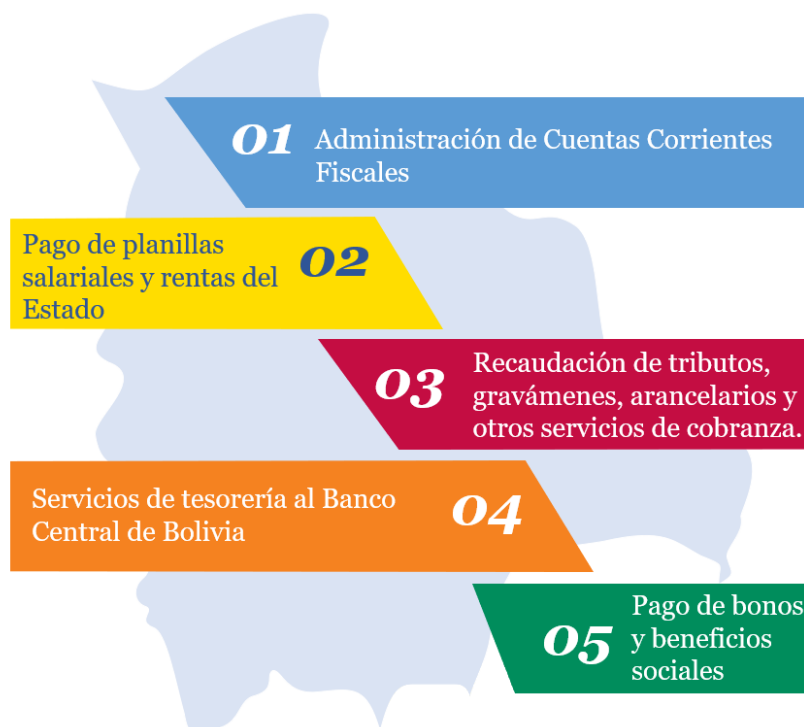 01
Administración de Cuentas Corrientes
Fiscales
Pago de planillas
salariales y rentas del
Estado
02
03
Recaudación de tributos,
gravámenes, arancelarios y
otros servicios de cobranza.
Servicios de tesorería al Banco
Central de Bolivia
04
05
Pago de bonos
y beneficios
sociales